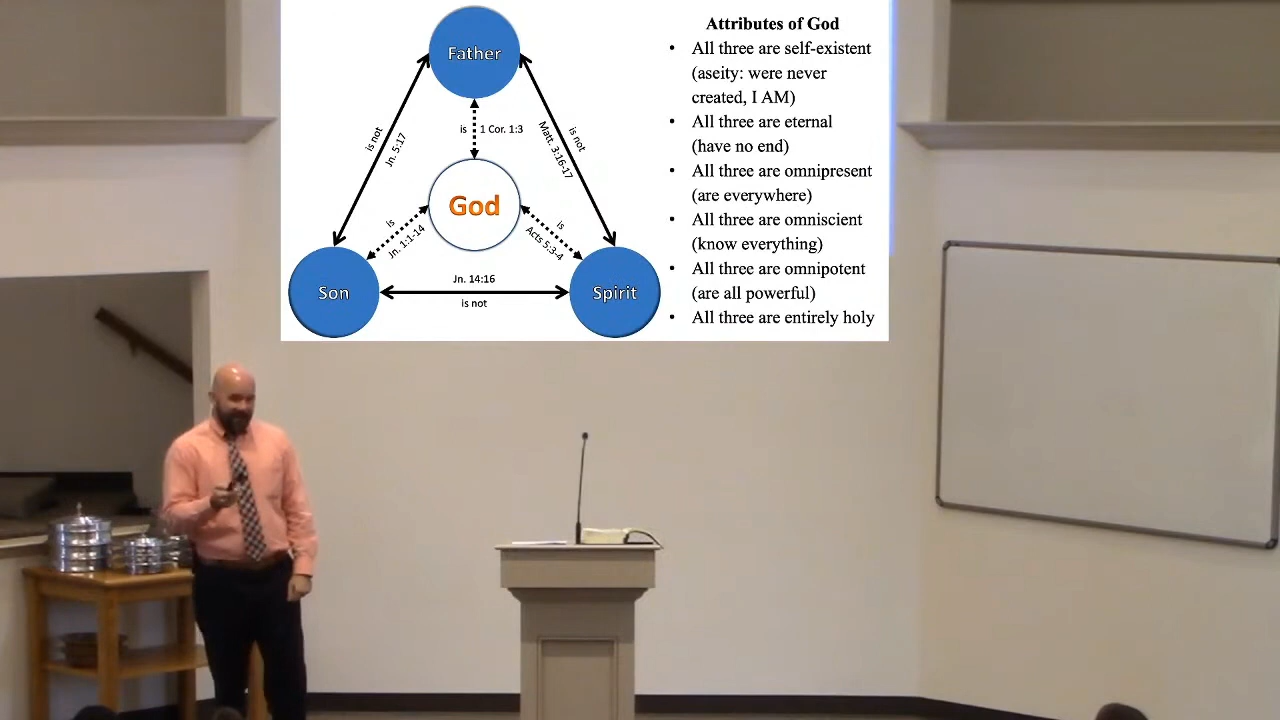 Father
is not
Jn. 5:17
is
1 Cor. 1:3
is not
Matt. 3:16-17
God
is
Jn. 1:1-14
is
Acts 5:3-4
Son
Jn. 14:16
is not
Spirit
Attributes of God
• All three are self-existent
(aseity: were never
created, I AM)
• All three are eternal
(have no end)
• All three are omnipresent
(are everywhere)
• All three are omniscient
(know everything)
• All three are omnipotent
(are all powerful)
• All three are entirely holy